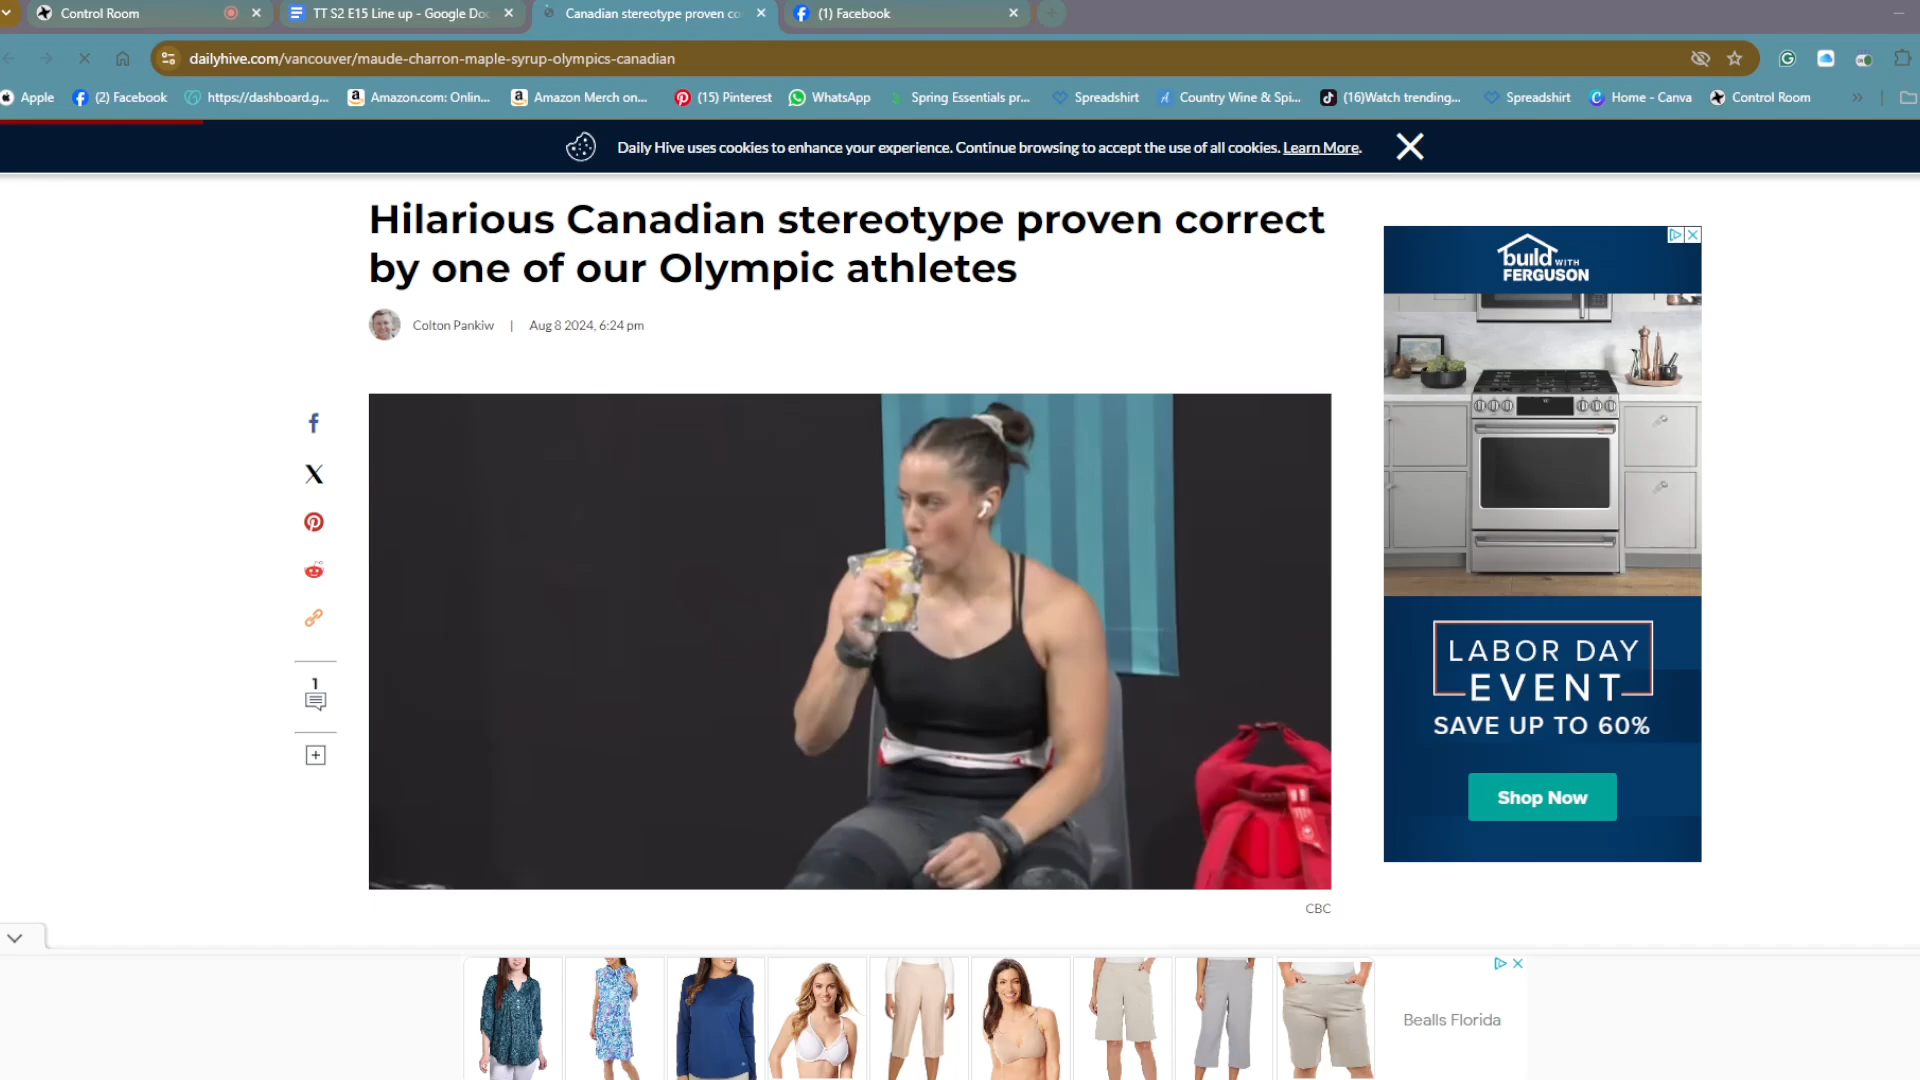 Control Room
TT S2 E15 Line up - Google Do
Canadian stereotype proven co
(1) Facebook
dailyhive.com/vancouver/maude-charron-maple-syrup-olympics-canadian
Apple
(2) Facebook
https://dashboard.g...
Amazon.com: Onlin...
Amazon Merch on...
(15) Pinterest
WhatsApp
Spring Essentials pr...
Spreadshirt
Country Wine & Spi...
(16)Watch trending...
Spreadshirt
Home - Canva
Control Room
Daily Hive uses cookies to enhance your experience. Continue browsing to accept the use of all cookies. Learn More.
Hilarious Canadian stereotype proven correct
by one of our Olympic athletes
Colton Pankiw | Aug 8 2024, 6:24 pm
1
CBC
build WITH
FERGUSON
LABOR DAY
EVENT
SAVE UP TO 60%
Shop Now
Bealls Florida